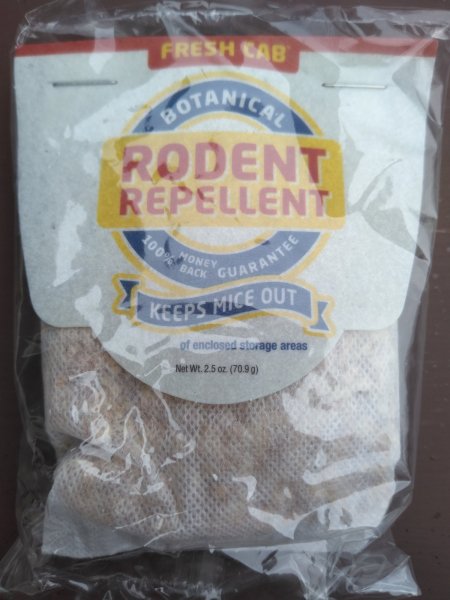 FRESH CAB®
BOTANICAL
RODENT
REPELLENT
100% MONEY BACK GUARANTEE
KEEPS MICE OUT
of enclosed storage areas
Net Wt. 2.5 oz. (70.9 g)